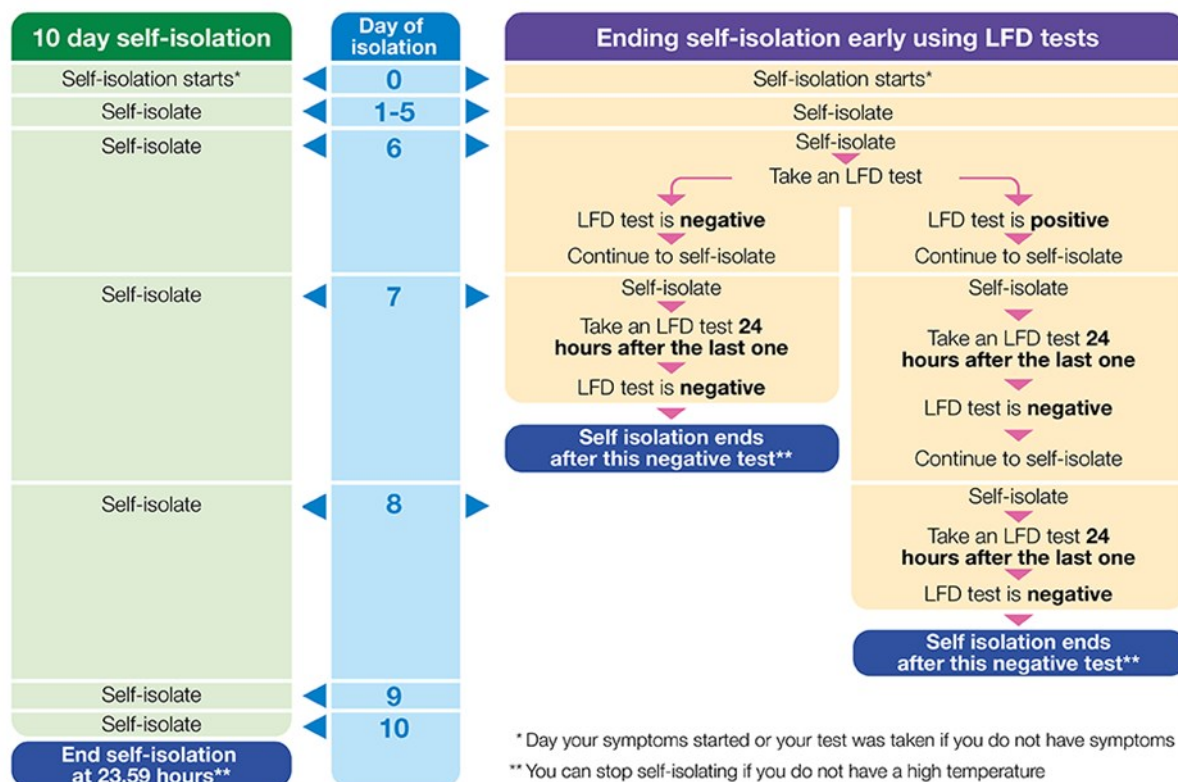 10 day self-isolation
Day of
isolation
Ending self-isolation early using LFD tests
Self-isolation starts*
0
Self-isolation starts*
Self-isolate
1-5
Self-isolate
Self-isolate
6
Self-isolate
Take an LFD test
LFD test is negative
Continue to self-isolate
LFD test is positive
Continue to self-isolate
Self-isolate
7
Self-isolate
Take an LFD test 24
hours after the last one
LFD test is negative
Self isolation ends
after this negative test**
Self-isolate
Take an LFD test 24
hours after the last one
LFD test is negative
Continue to self-isolate
Self-isolate
8
Self-isolate
Take an LFD test 24
hours after the last one
LFD test is negative
Self isolation ends
after this negative test**
Self-isolate
9
Self-isolate
10
End self-isolation
at 23.59 hours**
* Day your symptoms started or your test was taken if you do not have symptoms
** You can stop self-isolating if you do not have a high temperature